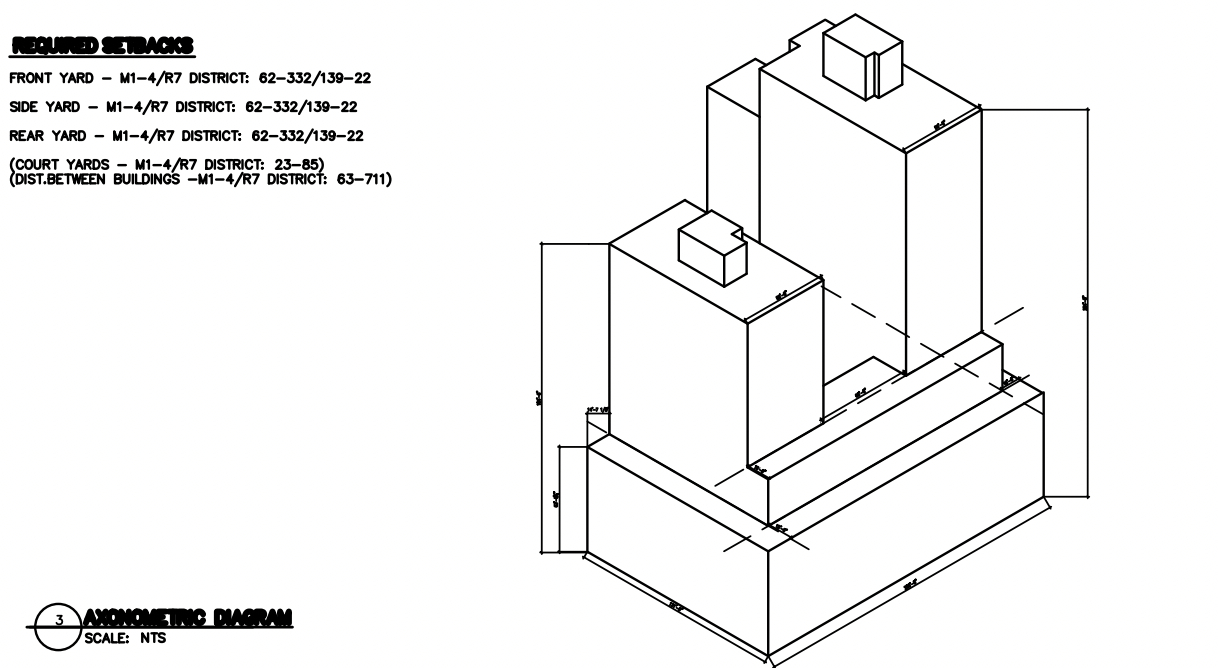 REQUIRED SETBACKS
FRONT YARD - M1-4/R7 DISTRICT: 62-332/139-22
SIDE YARD - M1-4/R7 DISTRICT: 62-332/139-22
REAR YARD - M1-4/R7 DISTRICT: 62-332/139-22
(COURT YARDS - M1-4/R7 DISTRICT: 23-85)
(DIST.BETWEEN BUILDINGS -M1-4/R7 DISTRICT: 63-711)
3
AXONOMETRIC DIAGRAM
SCALE: NTS